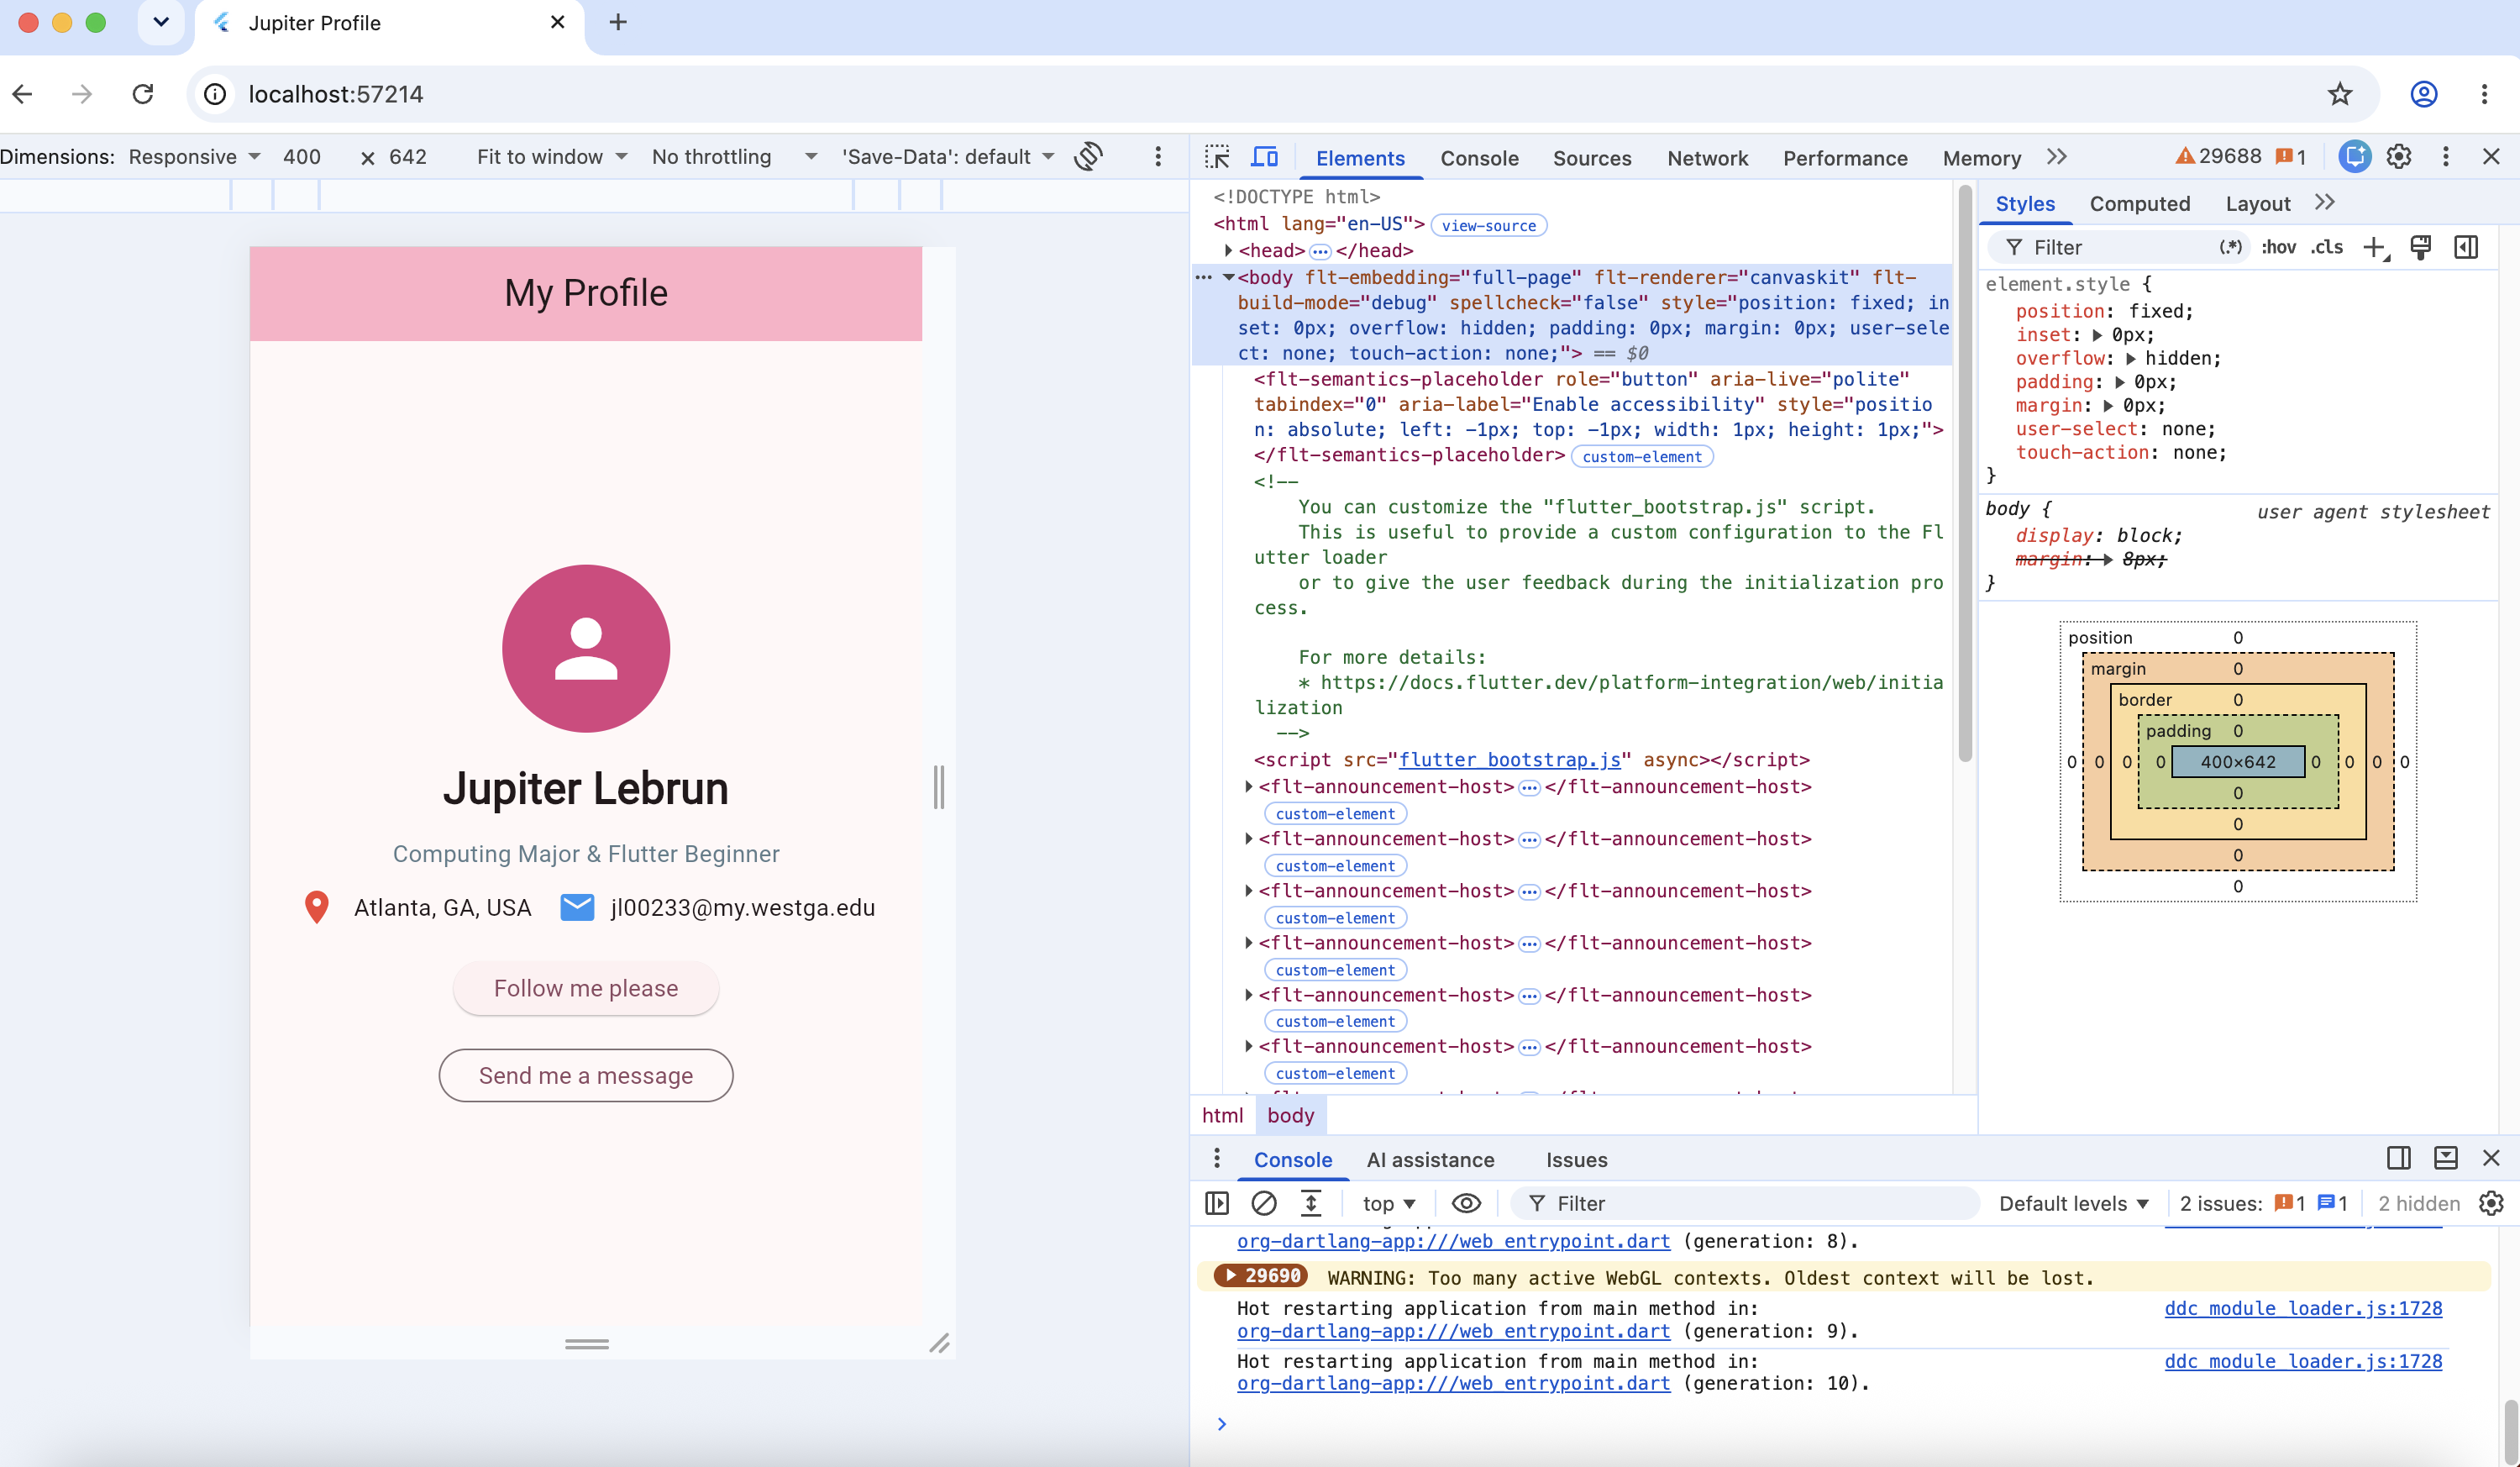 Jupiter Profile
localhost:57214
Dimensions: Responsive 400 × 642 Fit to window No throttling 'Save-Data': default
My Profile
Jupiter Lebrun
Computing Major & Flutter Beginner
Atlanta, GA, USA jl00233@my.westga.edu
Follow me please
Send me a message
Elements Console Sources Network Performance Memory 29688 1
<!DOCTYPE html>
<html lang="en-US"> view-source
<head> ··· </head>
··· <body flt-embedding="full-page" flt-renderer="canvaskit" flt-
build-mode="debug" spellcheck="false" style="position: fixed; in
set: 0px; overflow: hidden; padding: 0px; margin: 0px; user-sele
ct: none; touch-action: none;"> == $0
<flt-semantics-placeholder role="button" aria-live="polite"
tabindex="0" aria-label="Enable accessibility" style="positio
n: absolute; left: -1px; top: -1px; width: 1px; height: 1px;">
</flt-semantics-placeholder> custom-element
<!--
You can customize the "flutter_bootstrap.js" script.
This is useful to provide a custom configuration to the Fl
utter loader
or to give the user feedback during the initialization pro
cess.
For more details:
* https://docs.flutter.dev/platform-integration/web/initia
lization
-->
<script src="flutter_bootstrap.js" async></script>
<flt-announcement-host> ··· </flt-announcement-host>
custom-element
<flt-announcement-host> ··· </flt-announcement-host>
custom-element
<flt-announcement-host> ··· </flt-announcement-host>
custom-element
<flt-announcement-host> ··· </flt-announcement-host>
custom-element
<flt-announcement-host> ··· </flt-announcement-host>
custom-element
<flt-announcement-host> ··· </flt-announcement-host>
custom-element
html body
Styles Computed Layout
Filter (.*) :hov .cls
element.style {
position: fixed;
inset: 0px;
overflow: hidden;
padding: 0px;
margin: 0px;
user-select: none;
touch-action: none;
}
body { user agent stylesheet
display: block;
margin: 8px;
}
position 0
margin 0
border 0
padding 0
0 0 0 0 400×642 0 0 0 0
0
0
0
0
Console AI assistance Issues
top Filter Default levels 2 issues: 1 1 2 hidden
org-dartlang-app:///web_entrypoint.dart (generation: 8).
29690 WARNING: Too many active WebGL contexts. Oldest context will be lost.
Hot restarting application from main method in: ddc_module_loader.js:1728
org-dartlang-app:///web_entrypoint.dart (generation: 9).
Hot restarting application from main method in: ddc_module_loader.js:1728
org-dartlang-app:///web_entrypoint.dart (generation: 10).